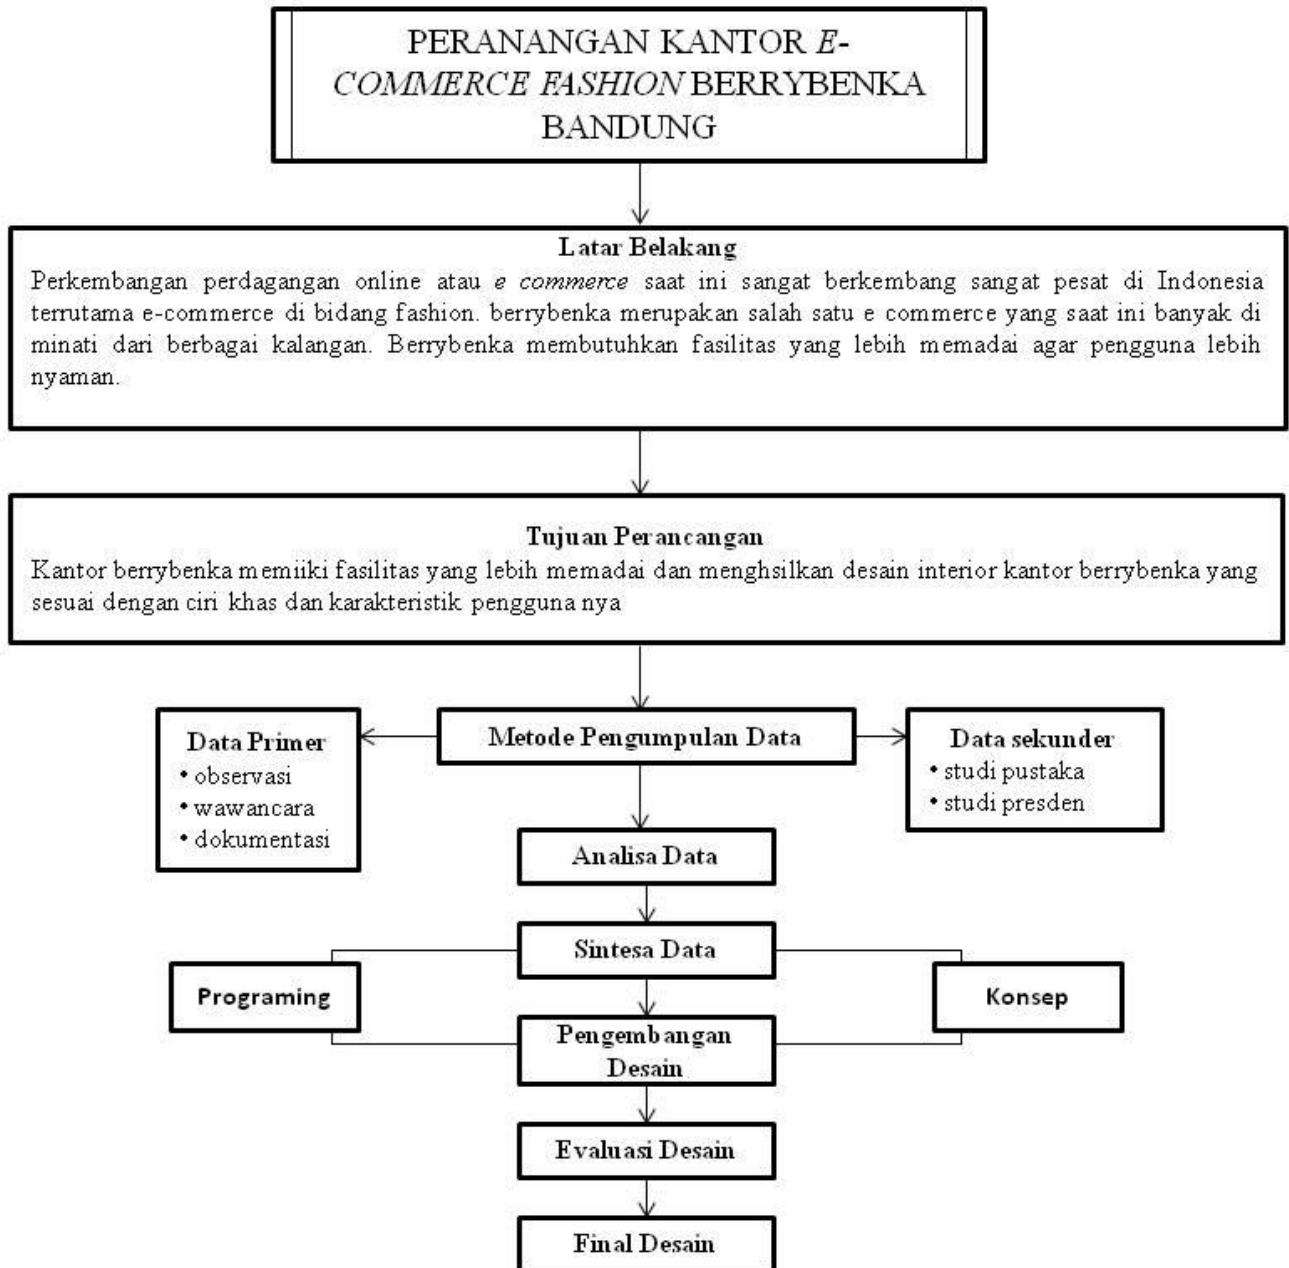 PERANANGAN KANTOR E-
COMMERCE FASHION BERRYBENKA
BANDUNG
Latar Belakang
Perkembangan perdagangan online atau e commerce saat ini sangat berkembang sangat pesat di Indonesia
terrutama e-commerce di bidang fashion. berrybenka merupakan salah satu e commerce yang saat ini banyak di
minati dari berbagai kalangan. Berrybenka membutuhkan fasilitas yang lebih memadai agar pengguna lebih
nyaman.
Tujuan Perancangan
Kantor berrybenka memiiki fasilitas yang lebih memadai dan menghsilkan desain interior kantor berrybenka yang
sesuai dengan ciri khas dan karakteristik pengguna nya
Metode Pengumpulan Data
Data Primer
• observasi
• wawancara
• dokumentasi
Data sekunder
• studi pustaka
• studi presden
Analisa Data
Sintesa Data
Programing
Konsep
Pengembangan
Desain
Evaluasi Desain
Final Desain